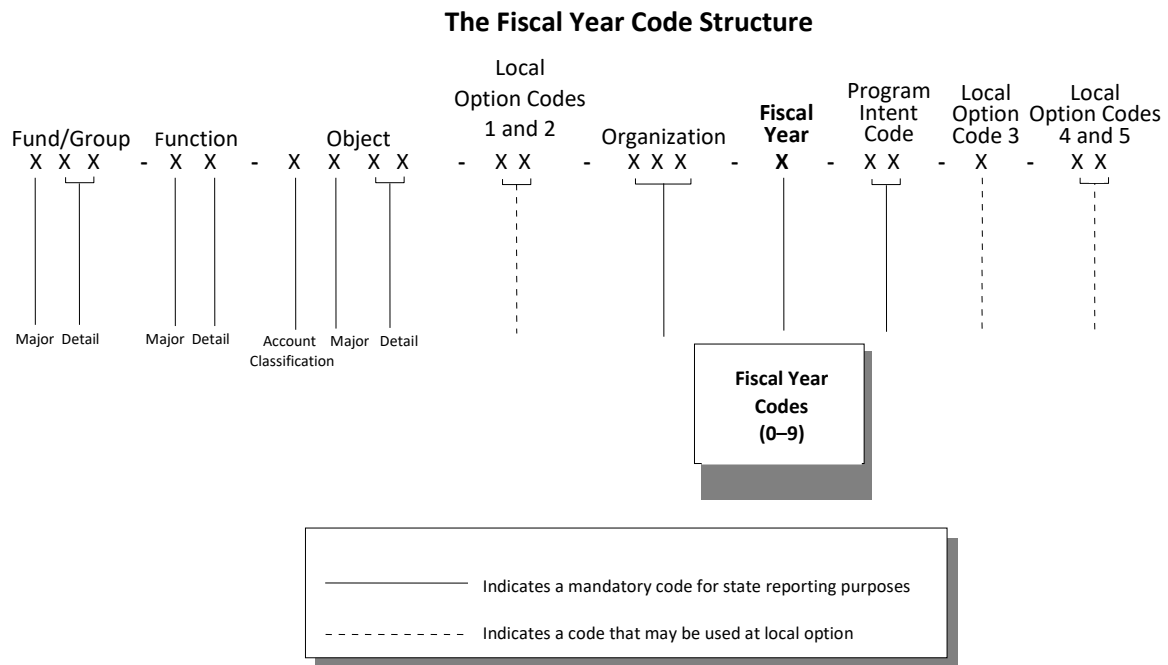 The Fiscal Year Code Structure
Local
Option Codes
1 and 2
Fiscal
Year
Program
Intent
Code
Local
Option
Code 3
Local
Option Codes
4 and 5
Fund/Group
Function
Object
Organization
X X X - X X - X X X X - X X - X X X - X - X X - X - X X
Major Detail
Major Detail
Account
Classification
Major Detail
Fiscal Year
Codes
(0–9)
Indicates a mandatory code for state reporting purposes
Indicates a code that may be used at local option